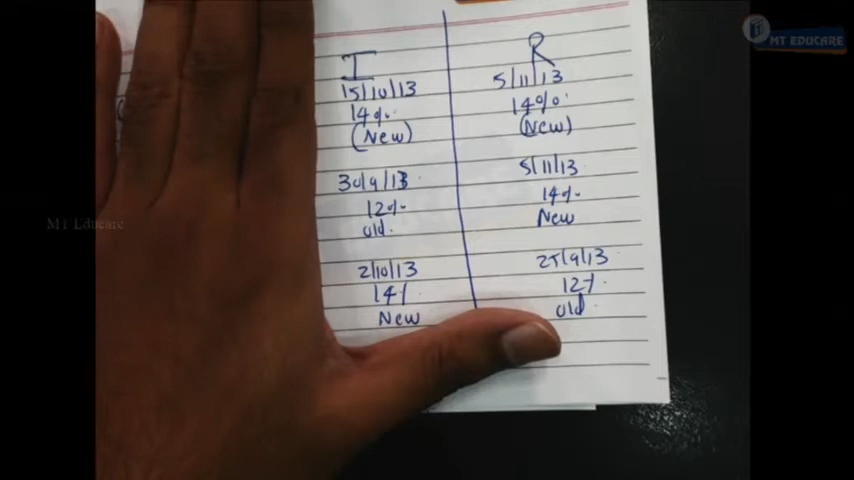 I
R
15/10/13
5/11/13
14%
14%
(New)
(New)
30/9/13
5/11/13
12%
14%
old.
New
2/10/13
25/9/13
14%
12%
New
old
MT EDUCARE
MT Educare